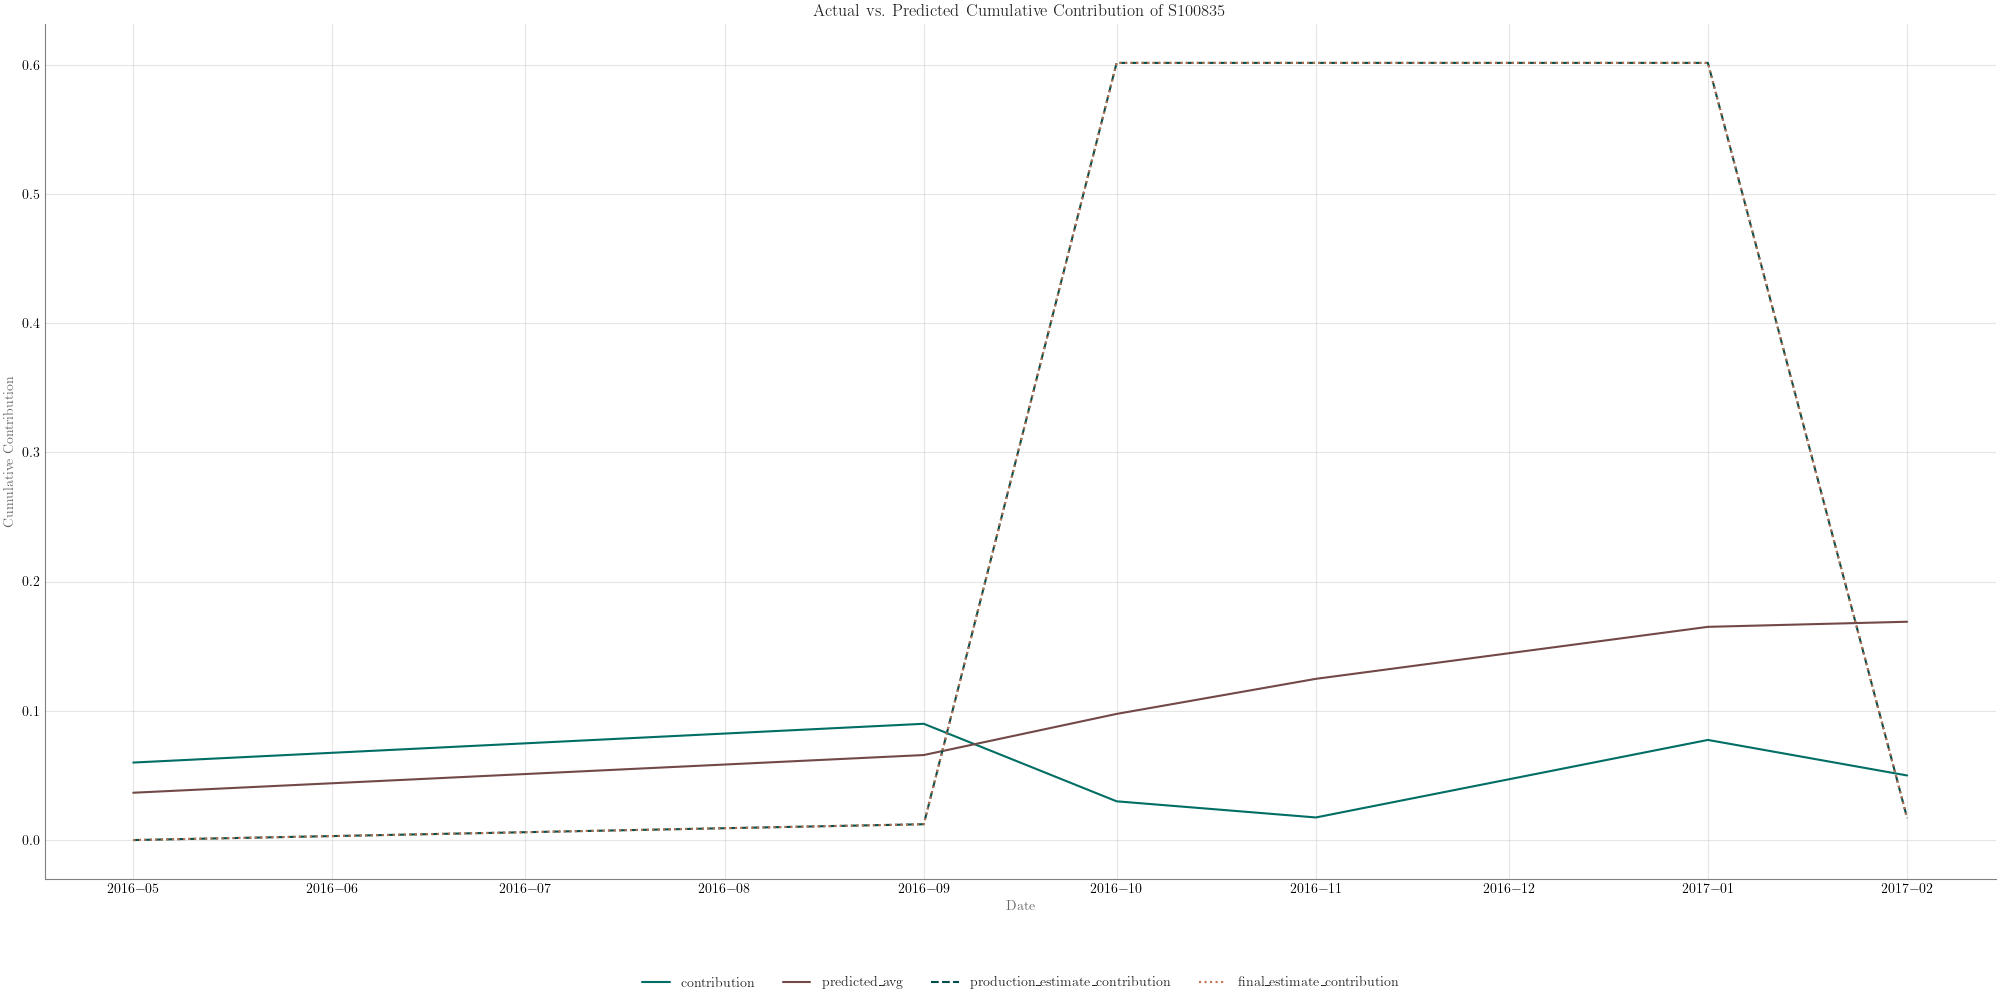 Actual vs. Predicted Cumulative Contribution of S100835
Cumulative Contribution
0.6
0.5
0.4
0.3
0.2
0.1
0.0
2016−05 2016−06 2016−07 2016−08 2016−09 2016−10 2016−11 2016−12 2017−01 2017−02
Date
contribution predicted_avg production_estimate_contribution final_estimate_contribution